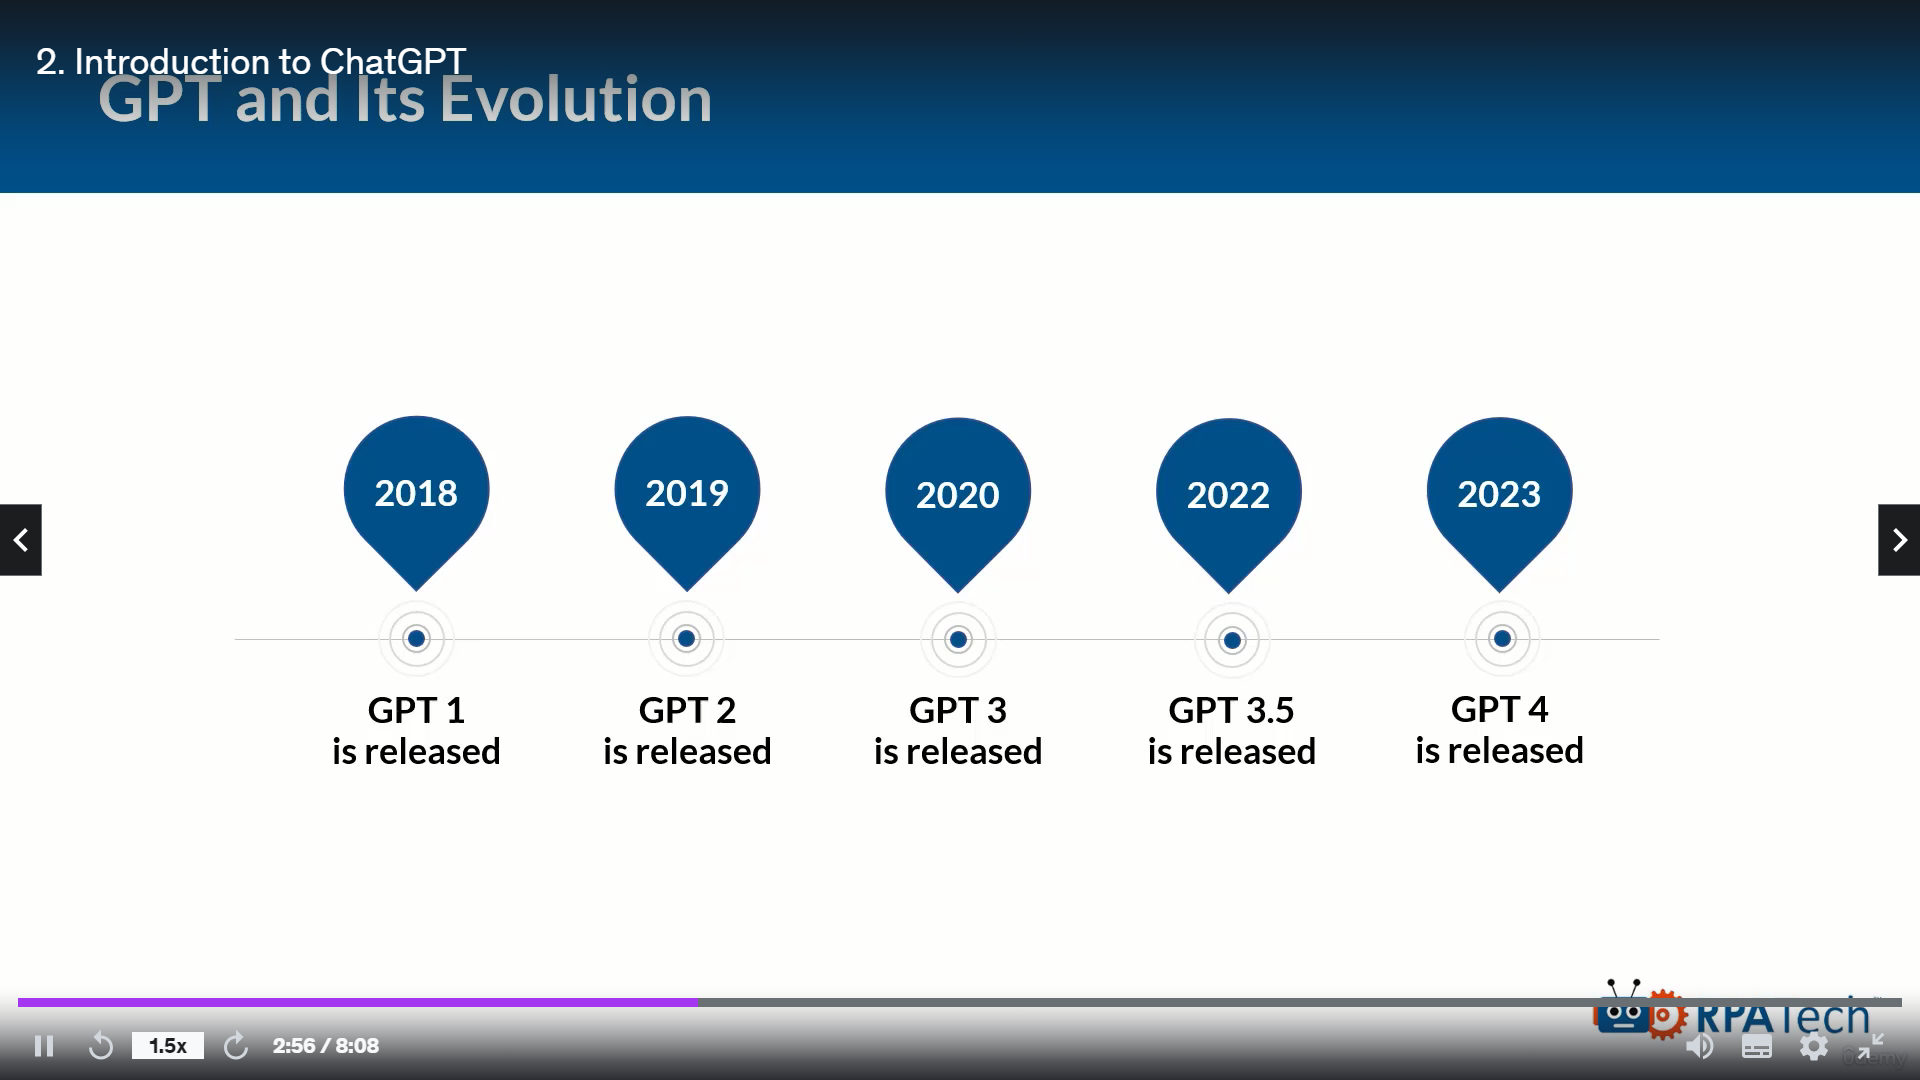 2. Introduction to ChatGPT
GPT and Its Evolution
2018
2019
2020
2022
2023
GPT 1
is released
GPT 2
is released
GPT 3
is released
GPT 3.5
is released
GPT 4
is released
RPATech
1.5x
2:56 / 8:08
Udemy